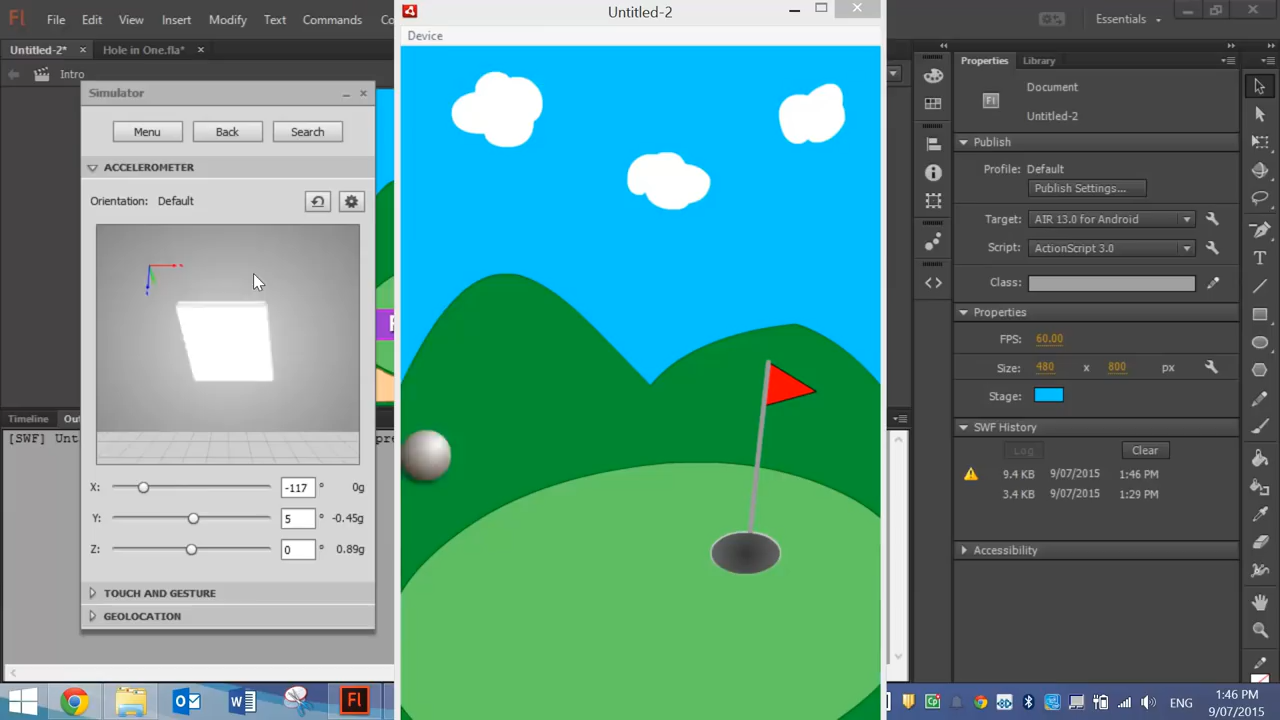 Fl File Edit View Insert Modify Text Commands
Untitled-2
Essentials
Device
Untitled-2* × Hole in One.fla* ×
Intro
Simulator
Menu Back Search
ACCELEROMETER
Orientation: Default
X: -117 ° 0g
Y: 5 ° -0.45g
Z: 0 ° 0.89g
TOUCH AND GESTURE
GEOLOCATION
Timeline Out
[SWF] Unt
Properties Library
Fl Document
Untitled-2
Publish
Profile: Default
Publish Settings...
Target: AIR 13.0 for Android
Script: ActionScript 3.0
Class:
Properties
FPS: 60.00
Size: 480 x 800 px
Stage:
SWF History
Log Clear
9.4 KB 9/07/2015 1:46 PM
3.4 KB 9/07/2015 1:29 PM
Accessibility
Fl
ENG
1:46 PM
9/07/2015